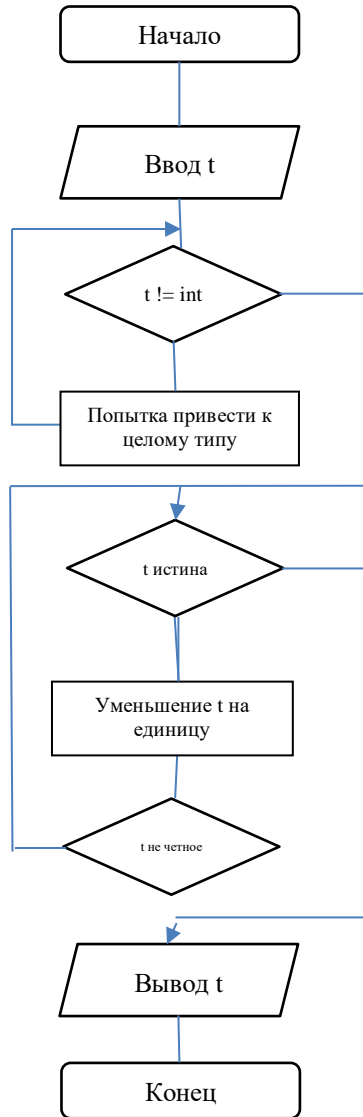 Начало
Ввод t
t != int
Попытка привести к
целому типу
t истина
Уменьшение t на
единицу
t не четное
Вывод t
Конец